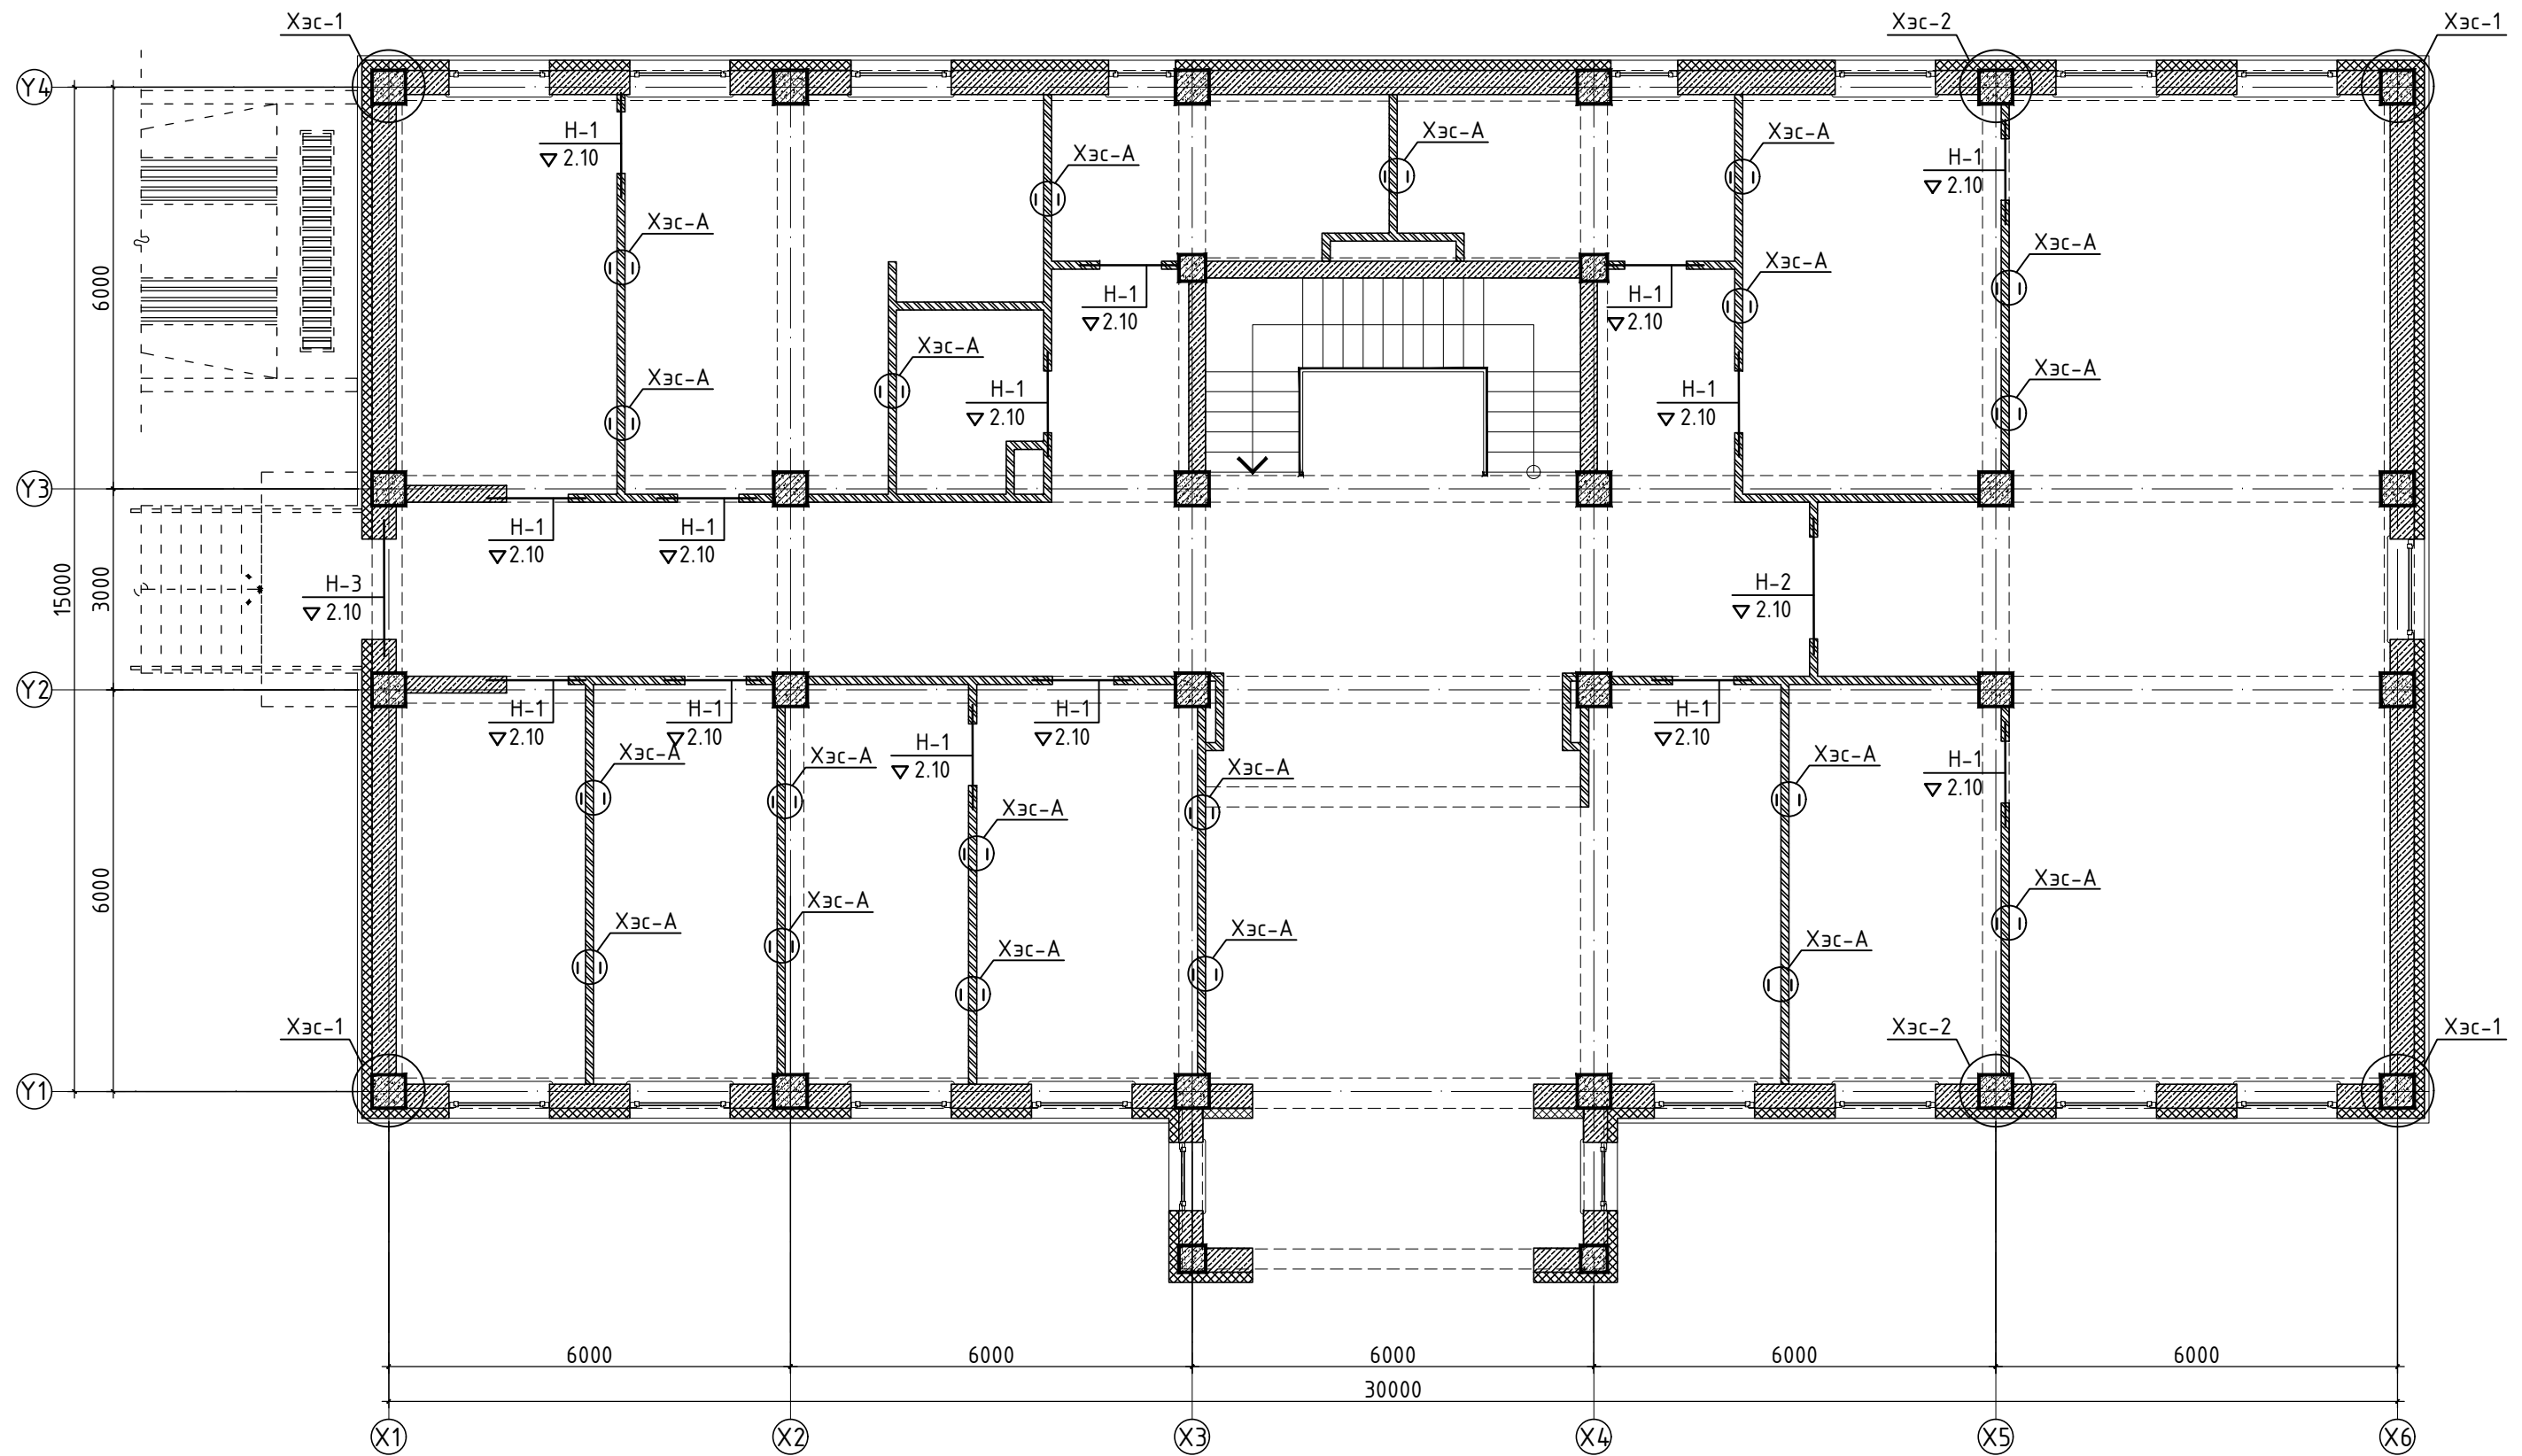 Хэс-1
Хэс-2
Хэс-1
Y4
Н-1
2.10
Хэс-А
Хэс-А
Хэс-А
Н-1
2.10
Хэс-А
Хэс-А
Хэс-А
Хэс-А
6000
Н-1
2.10
Н-1
2.10
Хэс-А
Хэс-А
Н-1
2.10
Н-1
2.10
Хэс-А
Y3
Н-1
2.10
Н-1
2.10
15000
3000
Н-3
2.10
Н-2
2.10
Y2
Н-1
2.10
Н-1
2.10
Н-1
2.10
Н-1
2.10
Хэс-А
Хэс-А
Н-1
2.10
Хэс-А
Хэс-А
Н-1
2.10
Хэс-А
6000
Хэс-А
Хэс-А
Хэс-А
Хэс-А
Хэс-А
Хэс-А
Хэс-1
Хэс-2
Хэс-1
Y1
6000
6000
6000
6000
6000
30000
X1
X2
X3
X4
X5
X6